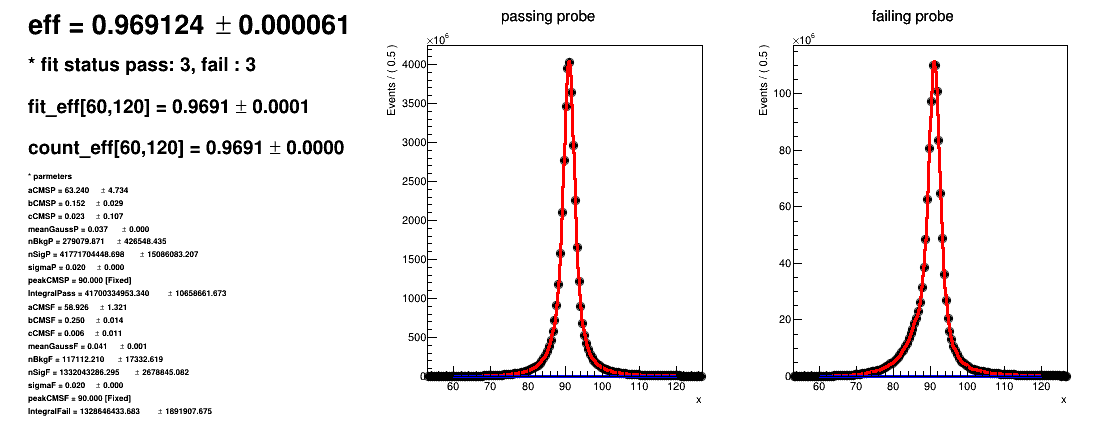 eff = 0.969124 ± 0.000061
* fit status pass: 3, fail : 3
fit_eff[60,120] = 0.9691 ± 0.0001
count_eff[60,120] = 0.9691 ± 0.0000
* parmeters
aCMSP = 63.240 ± 4.734
bCMSP = 0.152 ± 0.029
cCMSP = 0.023 ± 0.107
meanGaussP = 0.037 ± 0.000
nBkgP = 279079.871 ± 426548.435
nSigP = 41771704448.698 ± 15086083.207
sigmaP = 0.020 ± 0.000
peakCMSP = 90.000 [Fixed]
IntegralPass = 41700334953.340 ± 10658661.673
aCMSF = 58.926 ± 1.321
bCMSF = 0.250 ± 0.014
cCMSF = 0.006 ± 0.011
meanGaussF = 0.041 ± 0.001
nBkgF = 117112.210 ± 17332.619
nSigF = 1332043286.295 ± 2678845.082
sigmaF = 0.020 ± 0.000
peakCMSF = 90.000 [Fixed]
IntegralFail = 1328646433.683 ± 1891907.675
passing probe
×10⁶
Events / ( 0.5 )
4000
3500
3000
2500
2000
1500
1000
500
0
60 70 80 90 100 110 120
x
failing probe
×10⁶
Events / ( 0.5 )
100
80
60
40
20
0
60 70 80 90 100 110 120
x